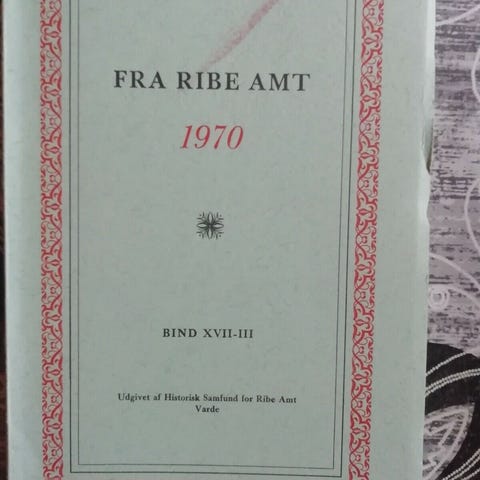 FRA RIBE AMT
1970
BIND XVII-III
Udgivet af Historisk Samfund for Ribe Amt
Varde